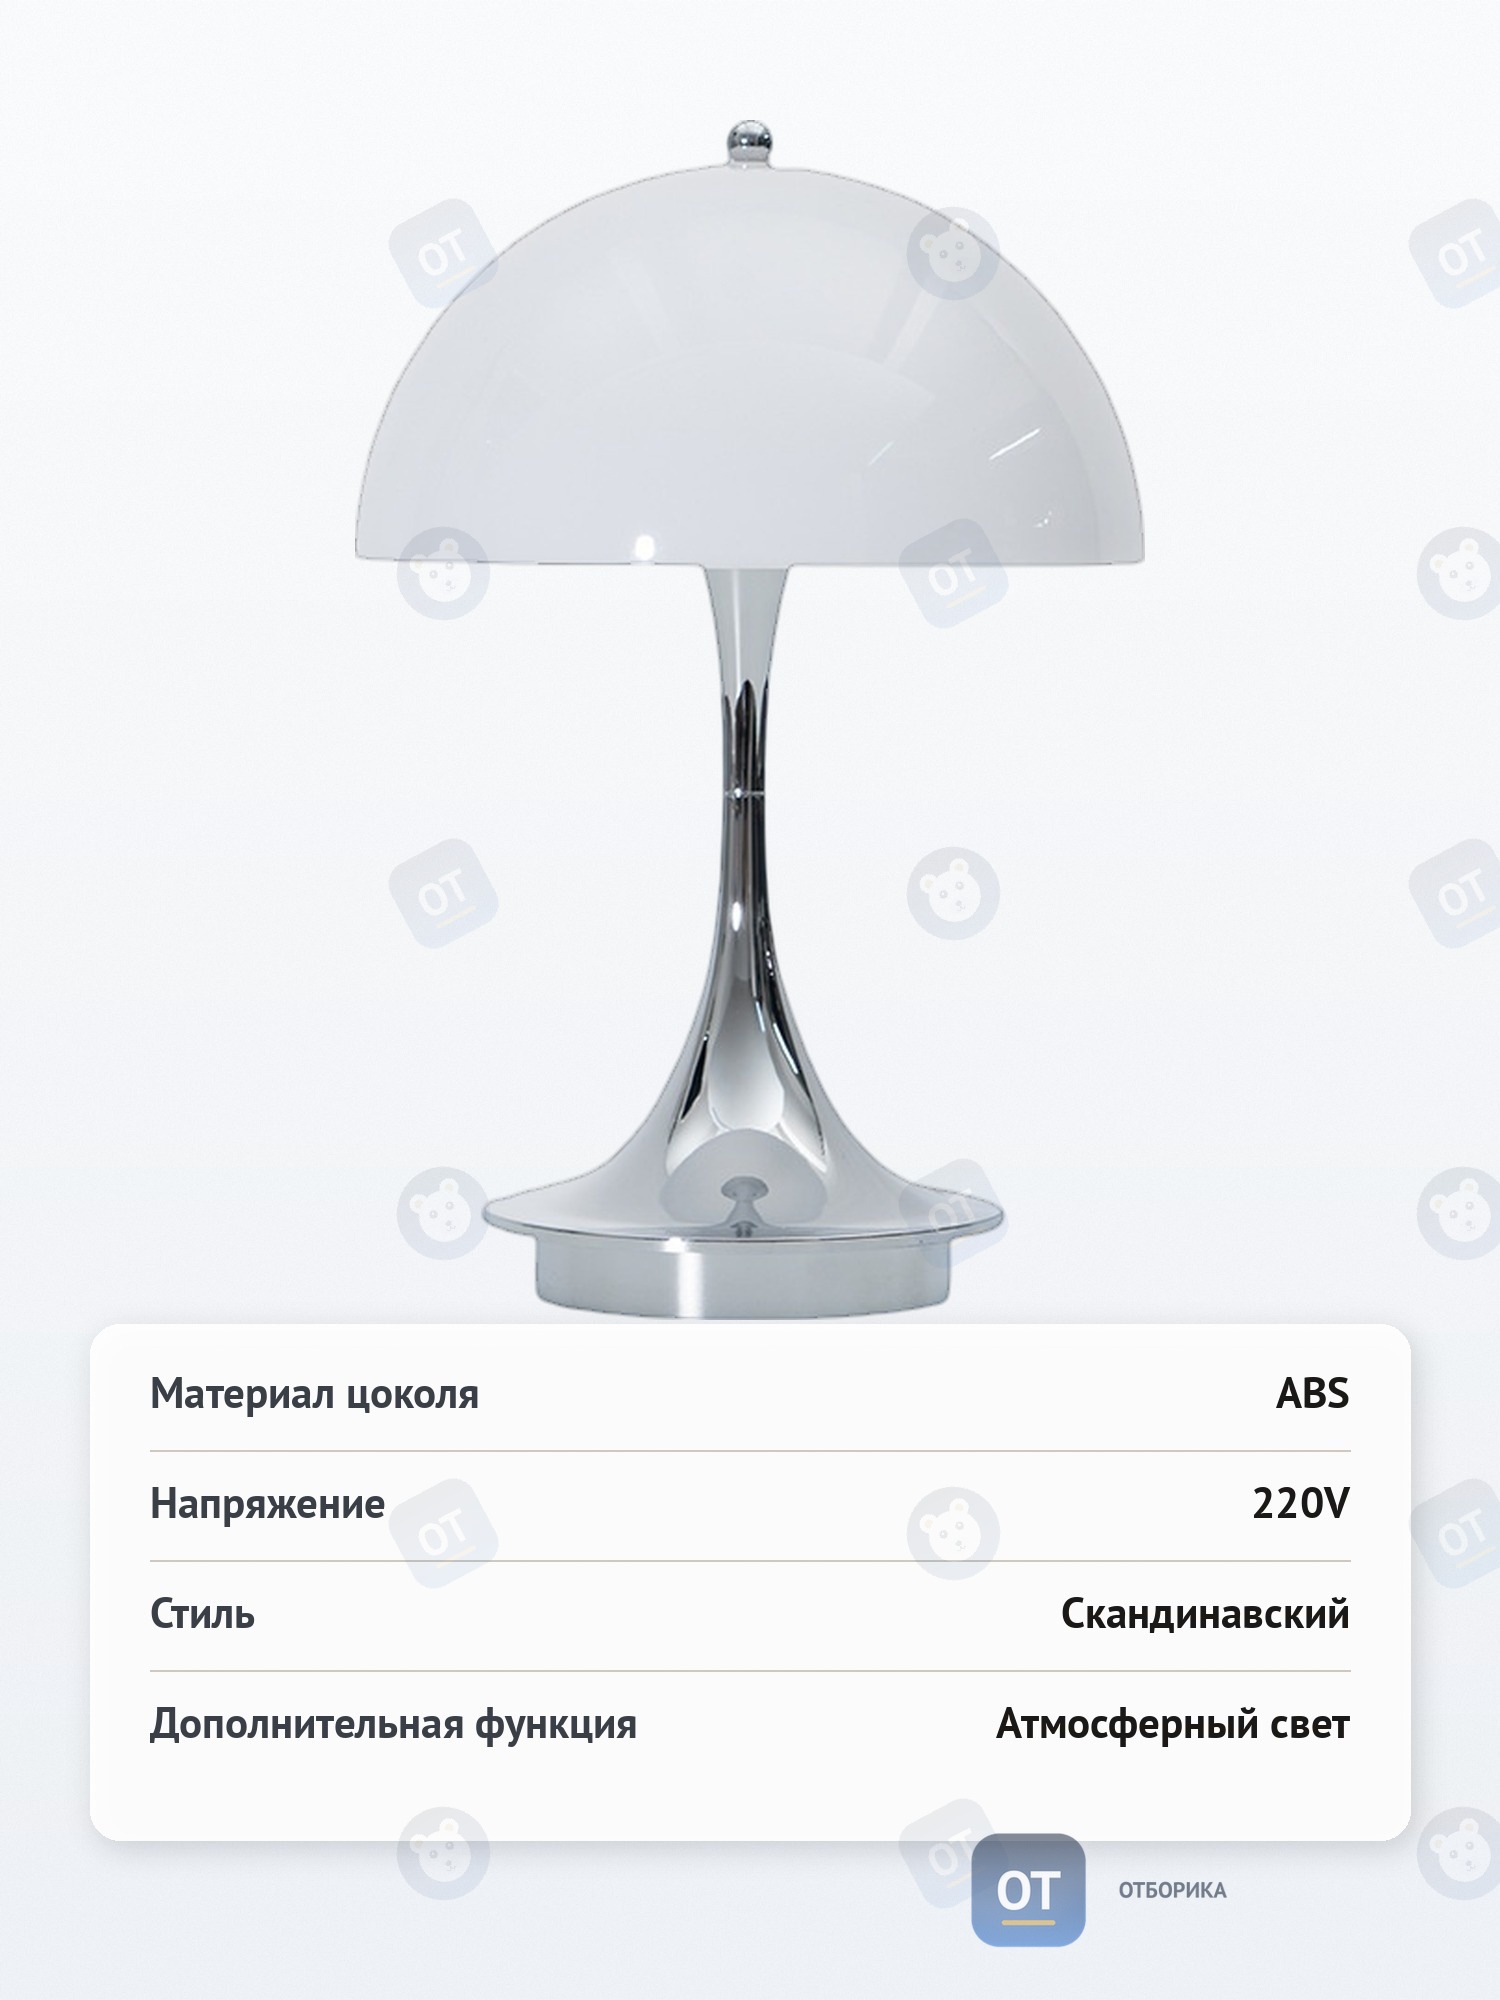 Материал цоколя ABS
Напряжение 220V
Стиль Скандинавский
Дополнительная функция Атмосферный свет
ОТ ОТБОРИКА